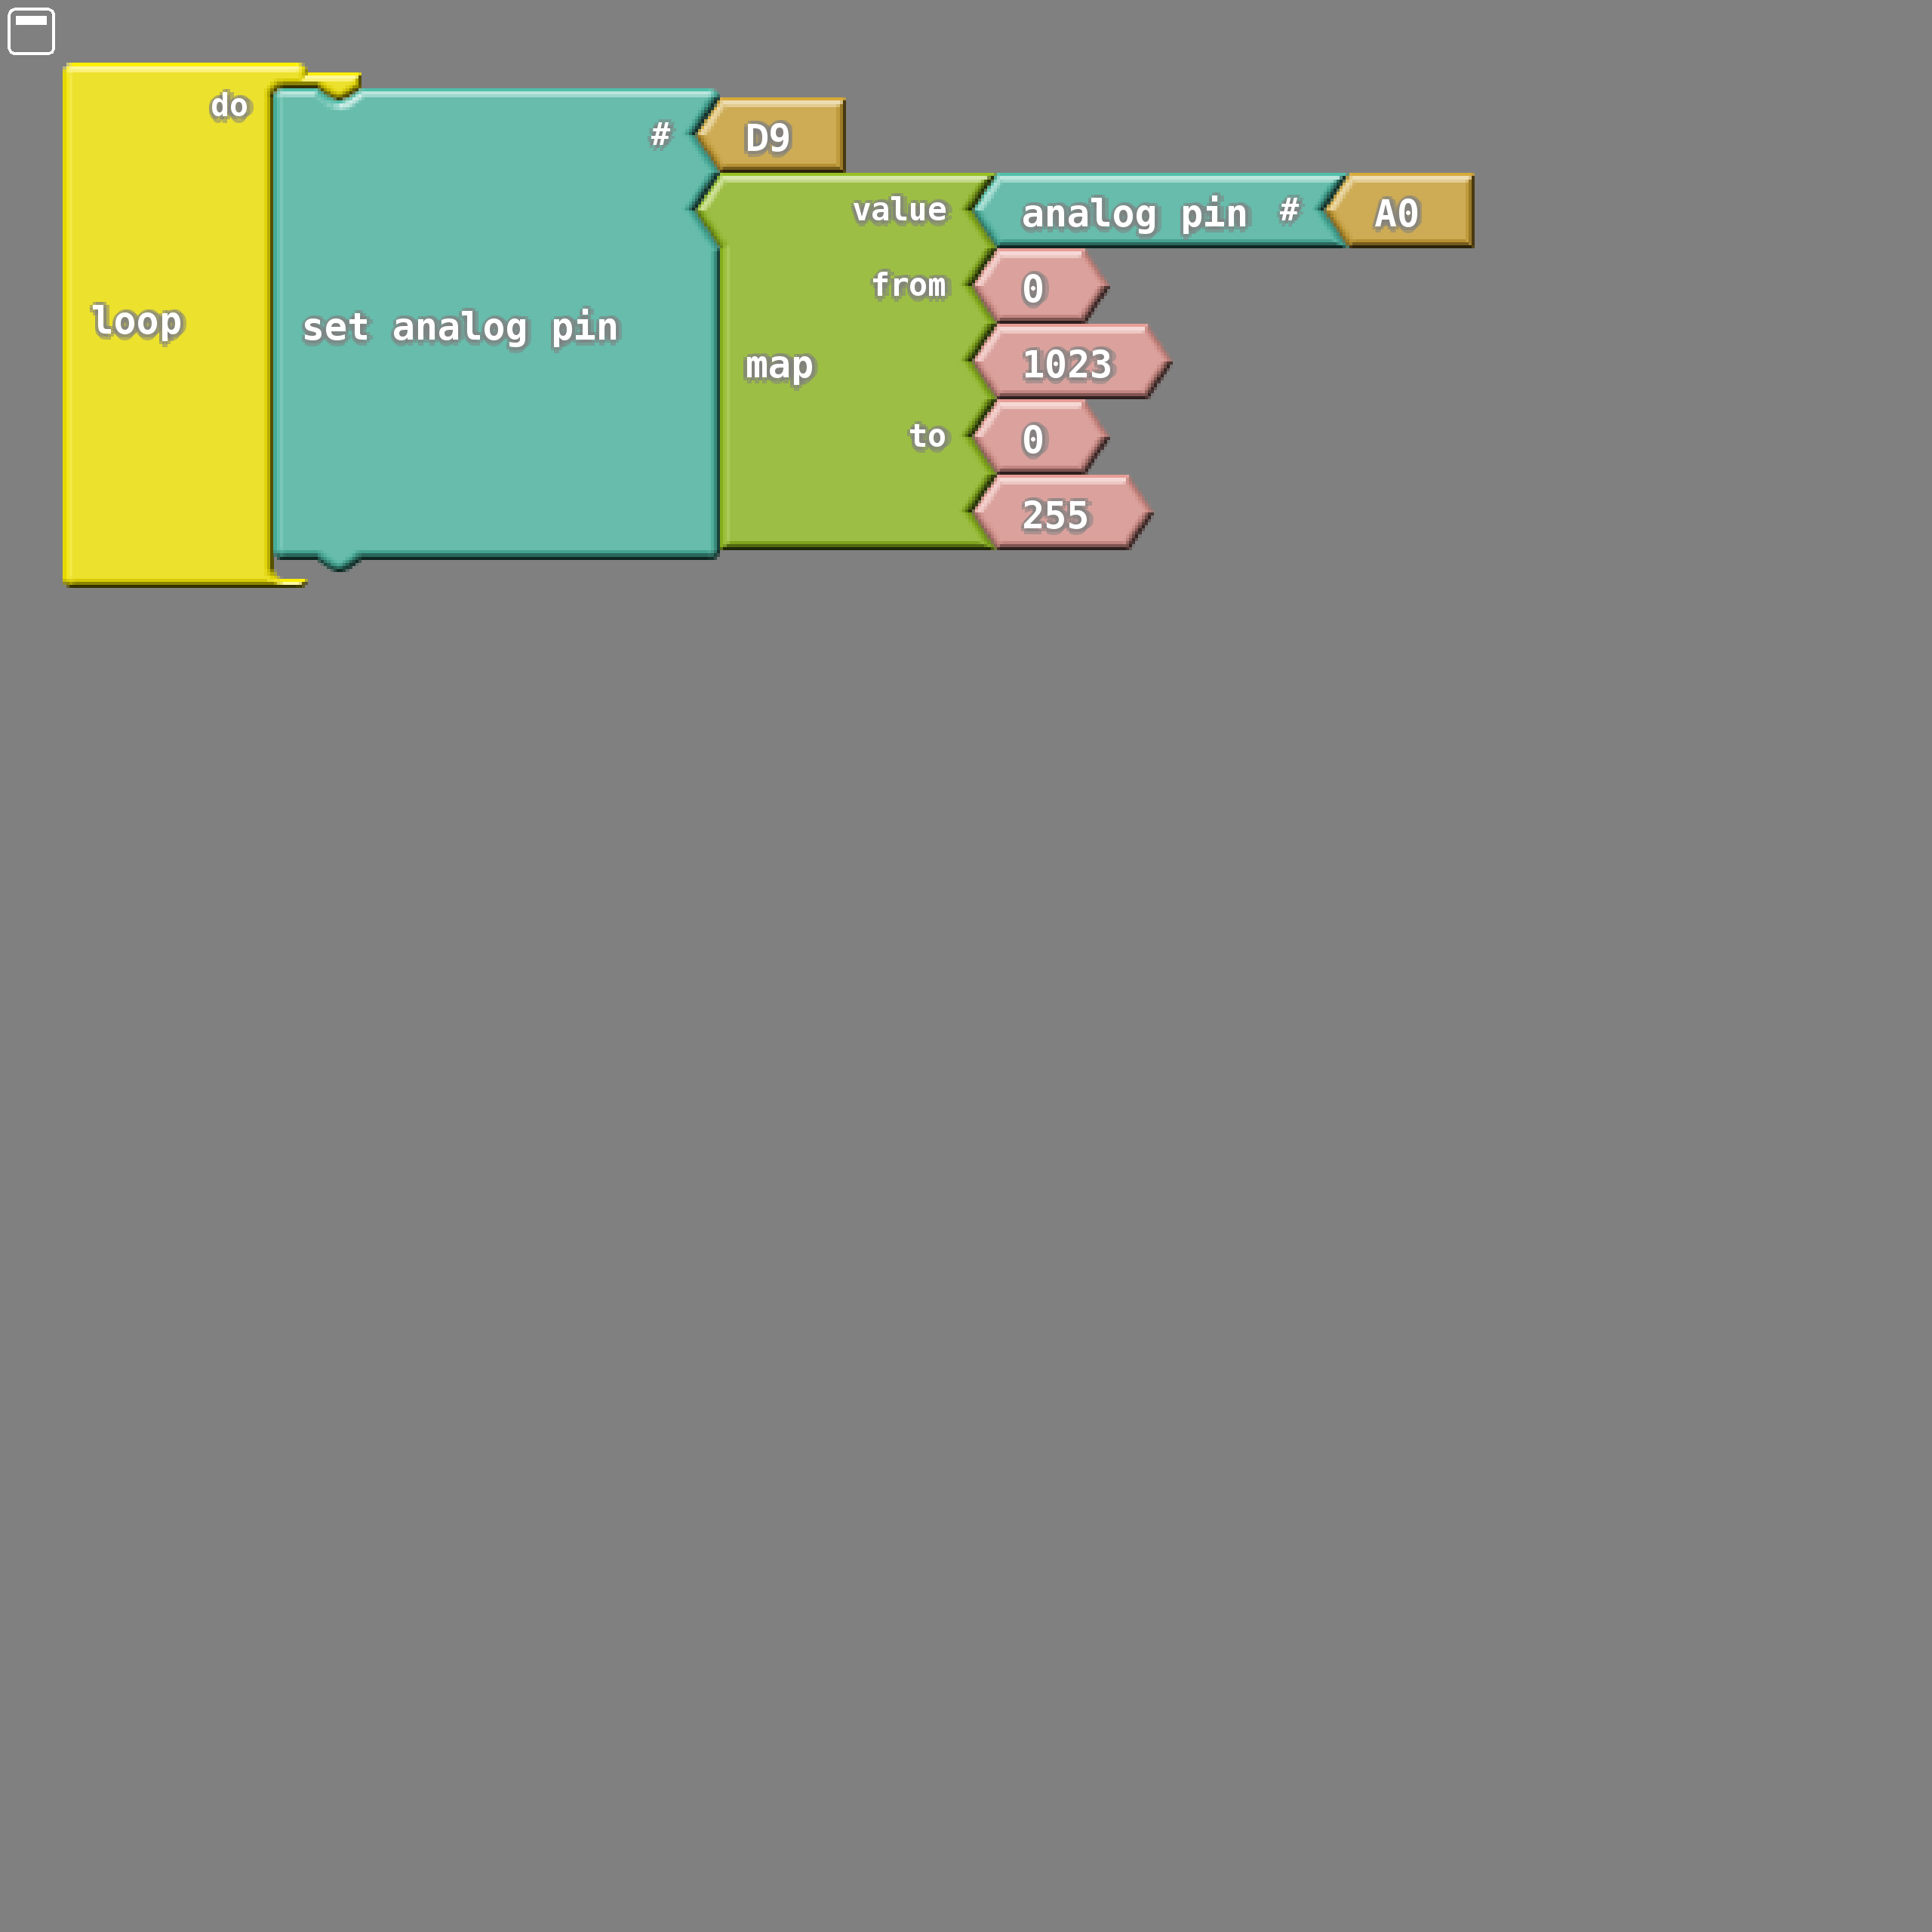 do
loop
set analog pin
#
D9
value
analog pin #
A0
from
0
map
1023
to
0
255